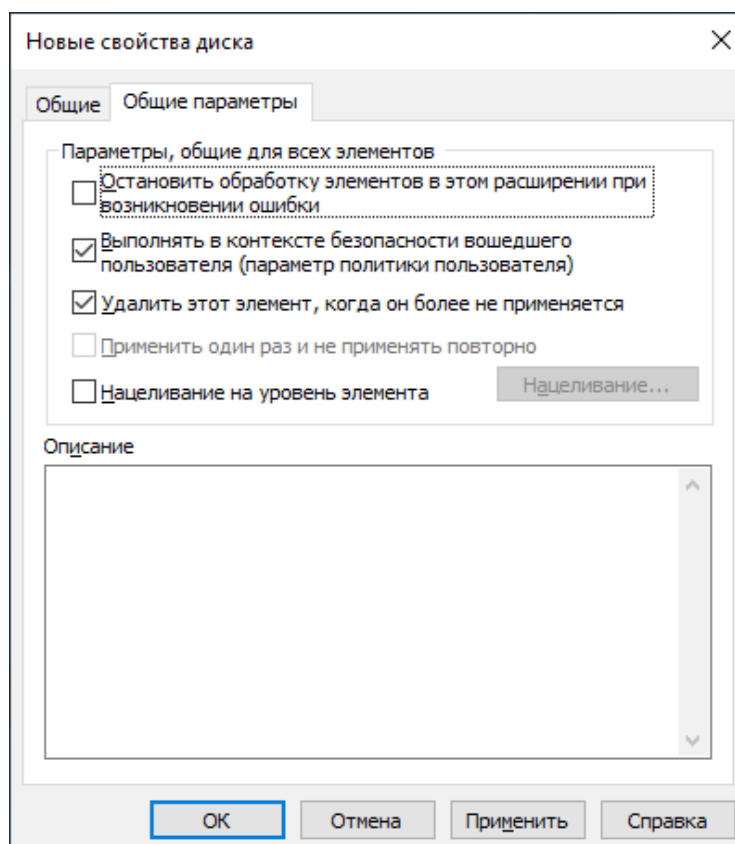 Новые свойства диска
Общие
Общие параметры
Параметры, общие для всех элементов
Остановить обработку элементов в этом расширении при
возникновении ошибки
Выполнять в контексте безопасности вошедшего
пользователя (параметр политики пользователя)
Удалить этот элемент, когда он более не применяется
Применить один раз и не применять повторно
Нацеливание на уровень элемента
Нацеливание...
Описание
ОК
Отмена
Применить
Справка